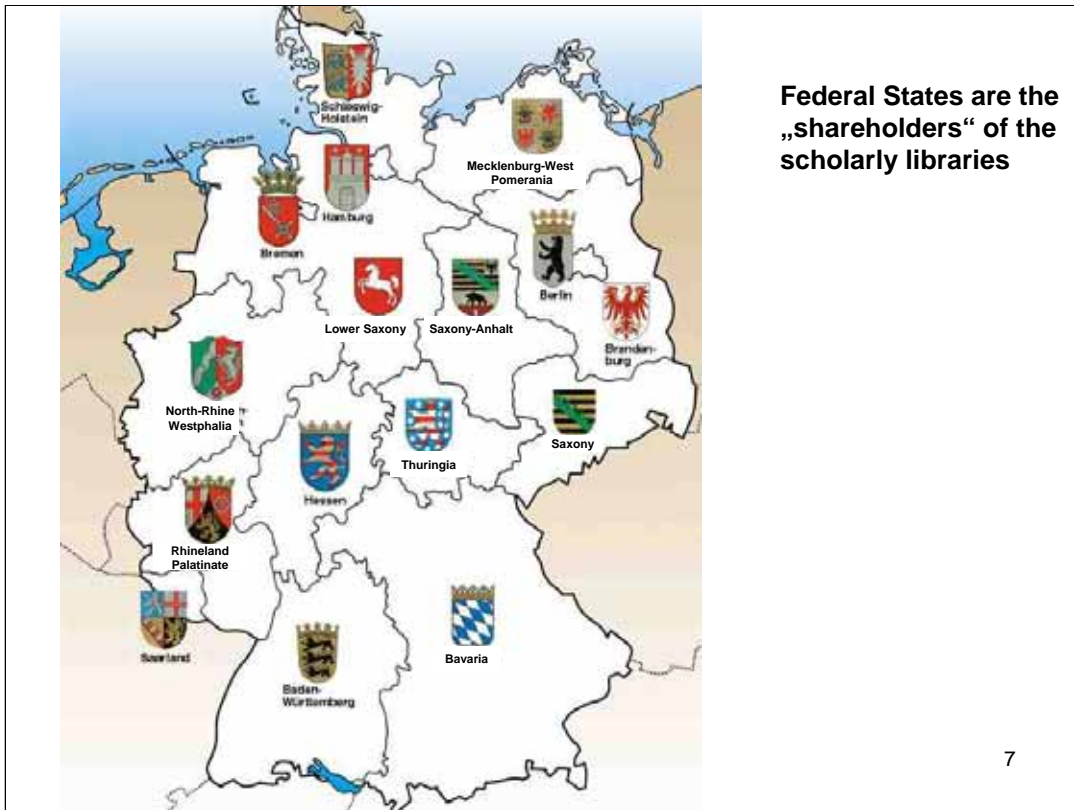 Federal States are the
„shareholders“ of the
scholarly libraries
Schleswig-
Holstein
Mecklenburg-West
Pomerania
Hamburg
Bremen
Berlin
Lower Saxony
Saxony-Anhalt
Branden-
burg
North-Rhine
Westphalia
Saxony
Thuringia
Hessen
Rhineland
Palatinate
Saarland
Bavaria
Baden-
Württemberg
7